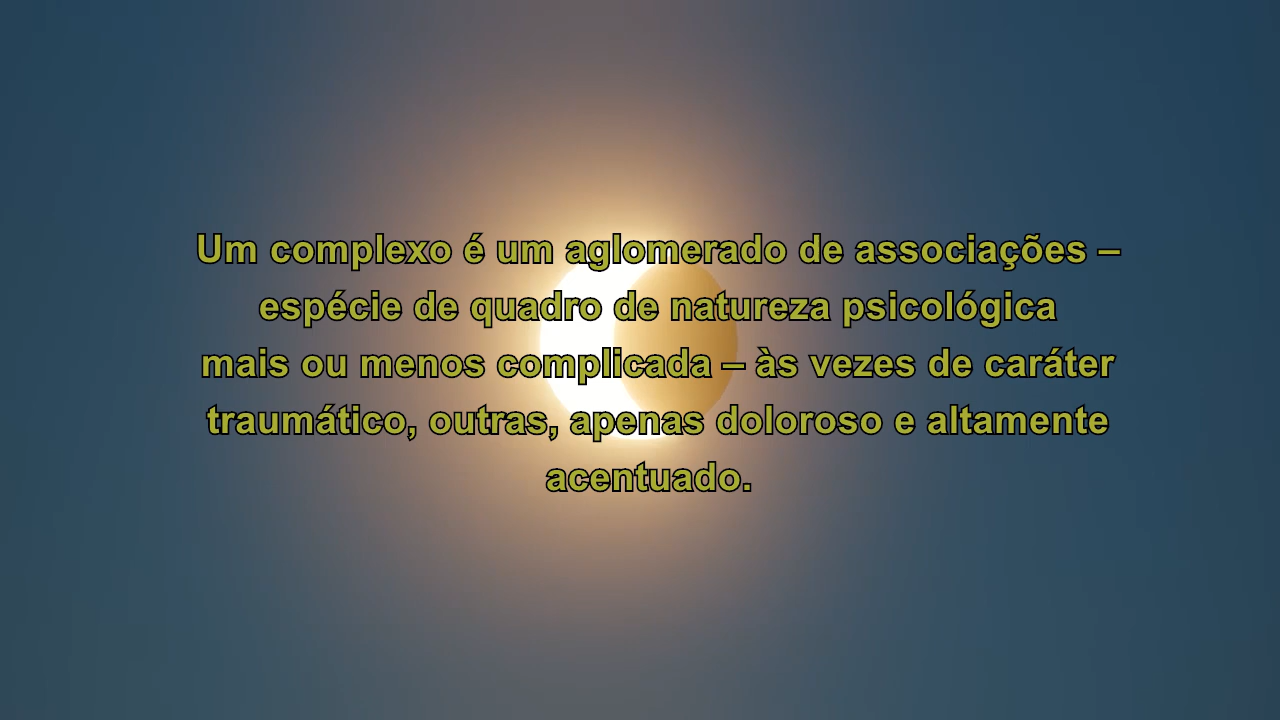 Um complexo é um aglomerado de associações –
espécie de quadro de natureza psicológica
mais ou menos complicada – às vezes de caráter
traumático, outras, apenas doloroso e altamente
acentuado.